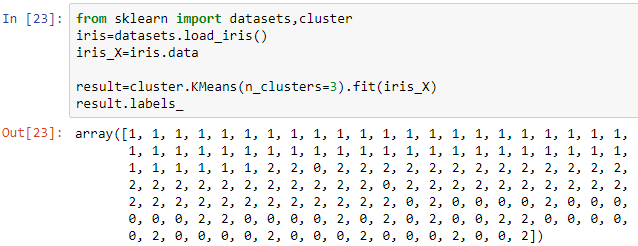 In [23]: from sklearn import datasets,cluster
iris=datasets.load_iris()
iris_X=iris.data
result=cluster.KMeans(n_clusters=3).fit(iris_X)
result.labels_
Out[23]: array([1, 1, 1, 1, 1, 1, 1, 1, 1, 1, 1, 1, 1, 1, 1, 1, 1, 1, 1, 1, 1, 1,
1, 1, 1, 1, 1, 1, 1, 1, 1, 1, 1, 1, 1, 1, 1, 1, 1, 1, 1, 1, 1, 1,
1, 1, 1, 1, 1, 1, 2, 2, 0, 2, 2, 2, 2, 2, 2, 2, 2, 2, 2, 2, 2, 2,
2, 2, 2, 2, 2, 2, 2, 2, 2, 2, 2, 0, 2, 2, 2, 2, 2, 2, 2, 2, 2, 2,
2, 2, 2, 2, 2, 2, 2, 2, 2, 2, 2, 2, 0, 2, 0, 0, 0, 0, 2, 0, 0, 0,
0, 0, 0, 2, 2, 0, 0, 0, 0, 2, 0, 2, 0, 2, 0, 0, 2, 2, 0, 0, 0, 0,
0, 2, 0, 0, 0, 0, 2, 0, 0, 0, 2, 0, 0, 0, 2, 0, 0, 2])